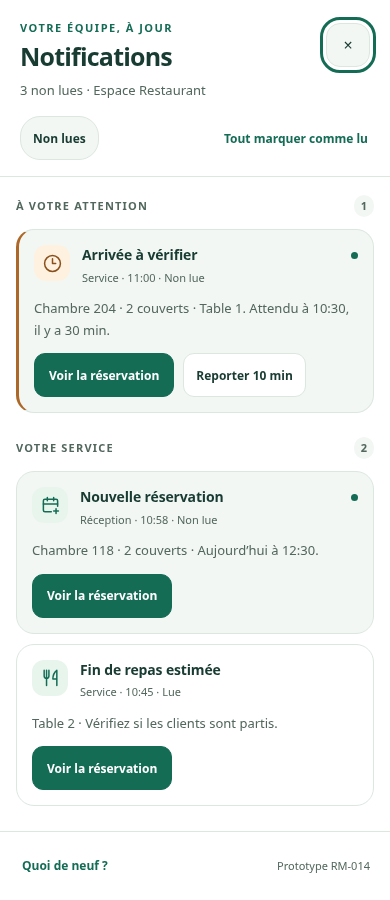 VOTRE ÉQUIPE, À JOUR
Notifications
×
3 non lues · Espace Restaurant
Non lues
Tout marquer comme lu
À VOTRE ATTENTION
1
Arrivée à vérifier
Service · 11:00 · Non lue
Chambre 204 · 2 couverts · Table 1. Attendu à 10:30,
il y a 30 min.
Voir la réservation
Reporter 10 min
VOTRE SERVICE
2
Nouvelle réservation
Réception · 10:58 · Non lue
Chambre 118 · 2 couverts · Aujourd’hui à 12:30.
Voir la réservation
Fin de repas estimée
Service · 10:45 · Lue
Table 2 · Vérifiez si les clients sont partis.
Voir la réservation
Quoi de neuf ?
Prototype RM-014